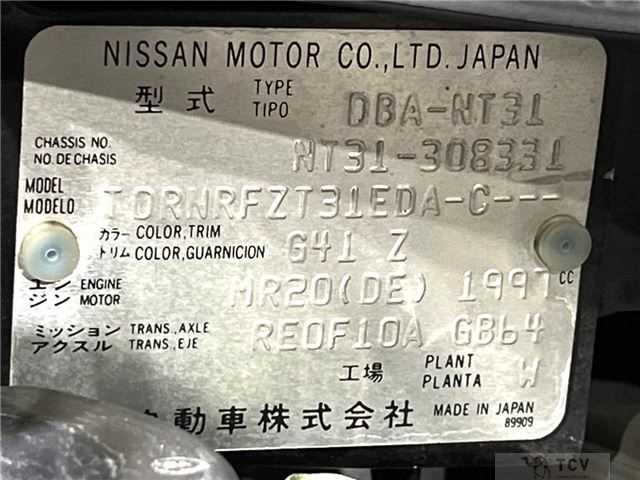 NISSAN MOTOR CO.,LTD. JAPAN
型式 TYPE TIPO DBA-NT31
CHASSIS NO. NO. DE CHASIS NT31-308331
MODEL MODELO TDRNRFZT31EDA-C---
カラー COLOR, TRIM トリム COLOR, GUARNICION G41 Z
エンジン ENGINE MOTOR MR20(DE) 1997 CC
ミッション TRANS., AXLE アクスル TRANS., EJE RE0F10A GB64
工場 PLANT PLANTA W
自動車株式会社 MADE IN JAPAN
89909
TCV